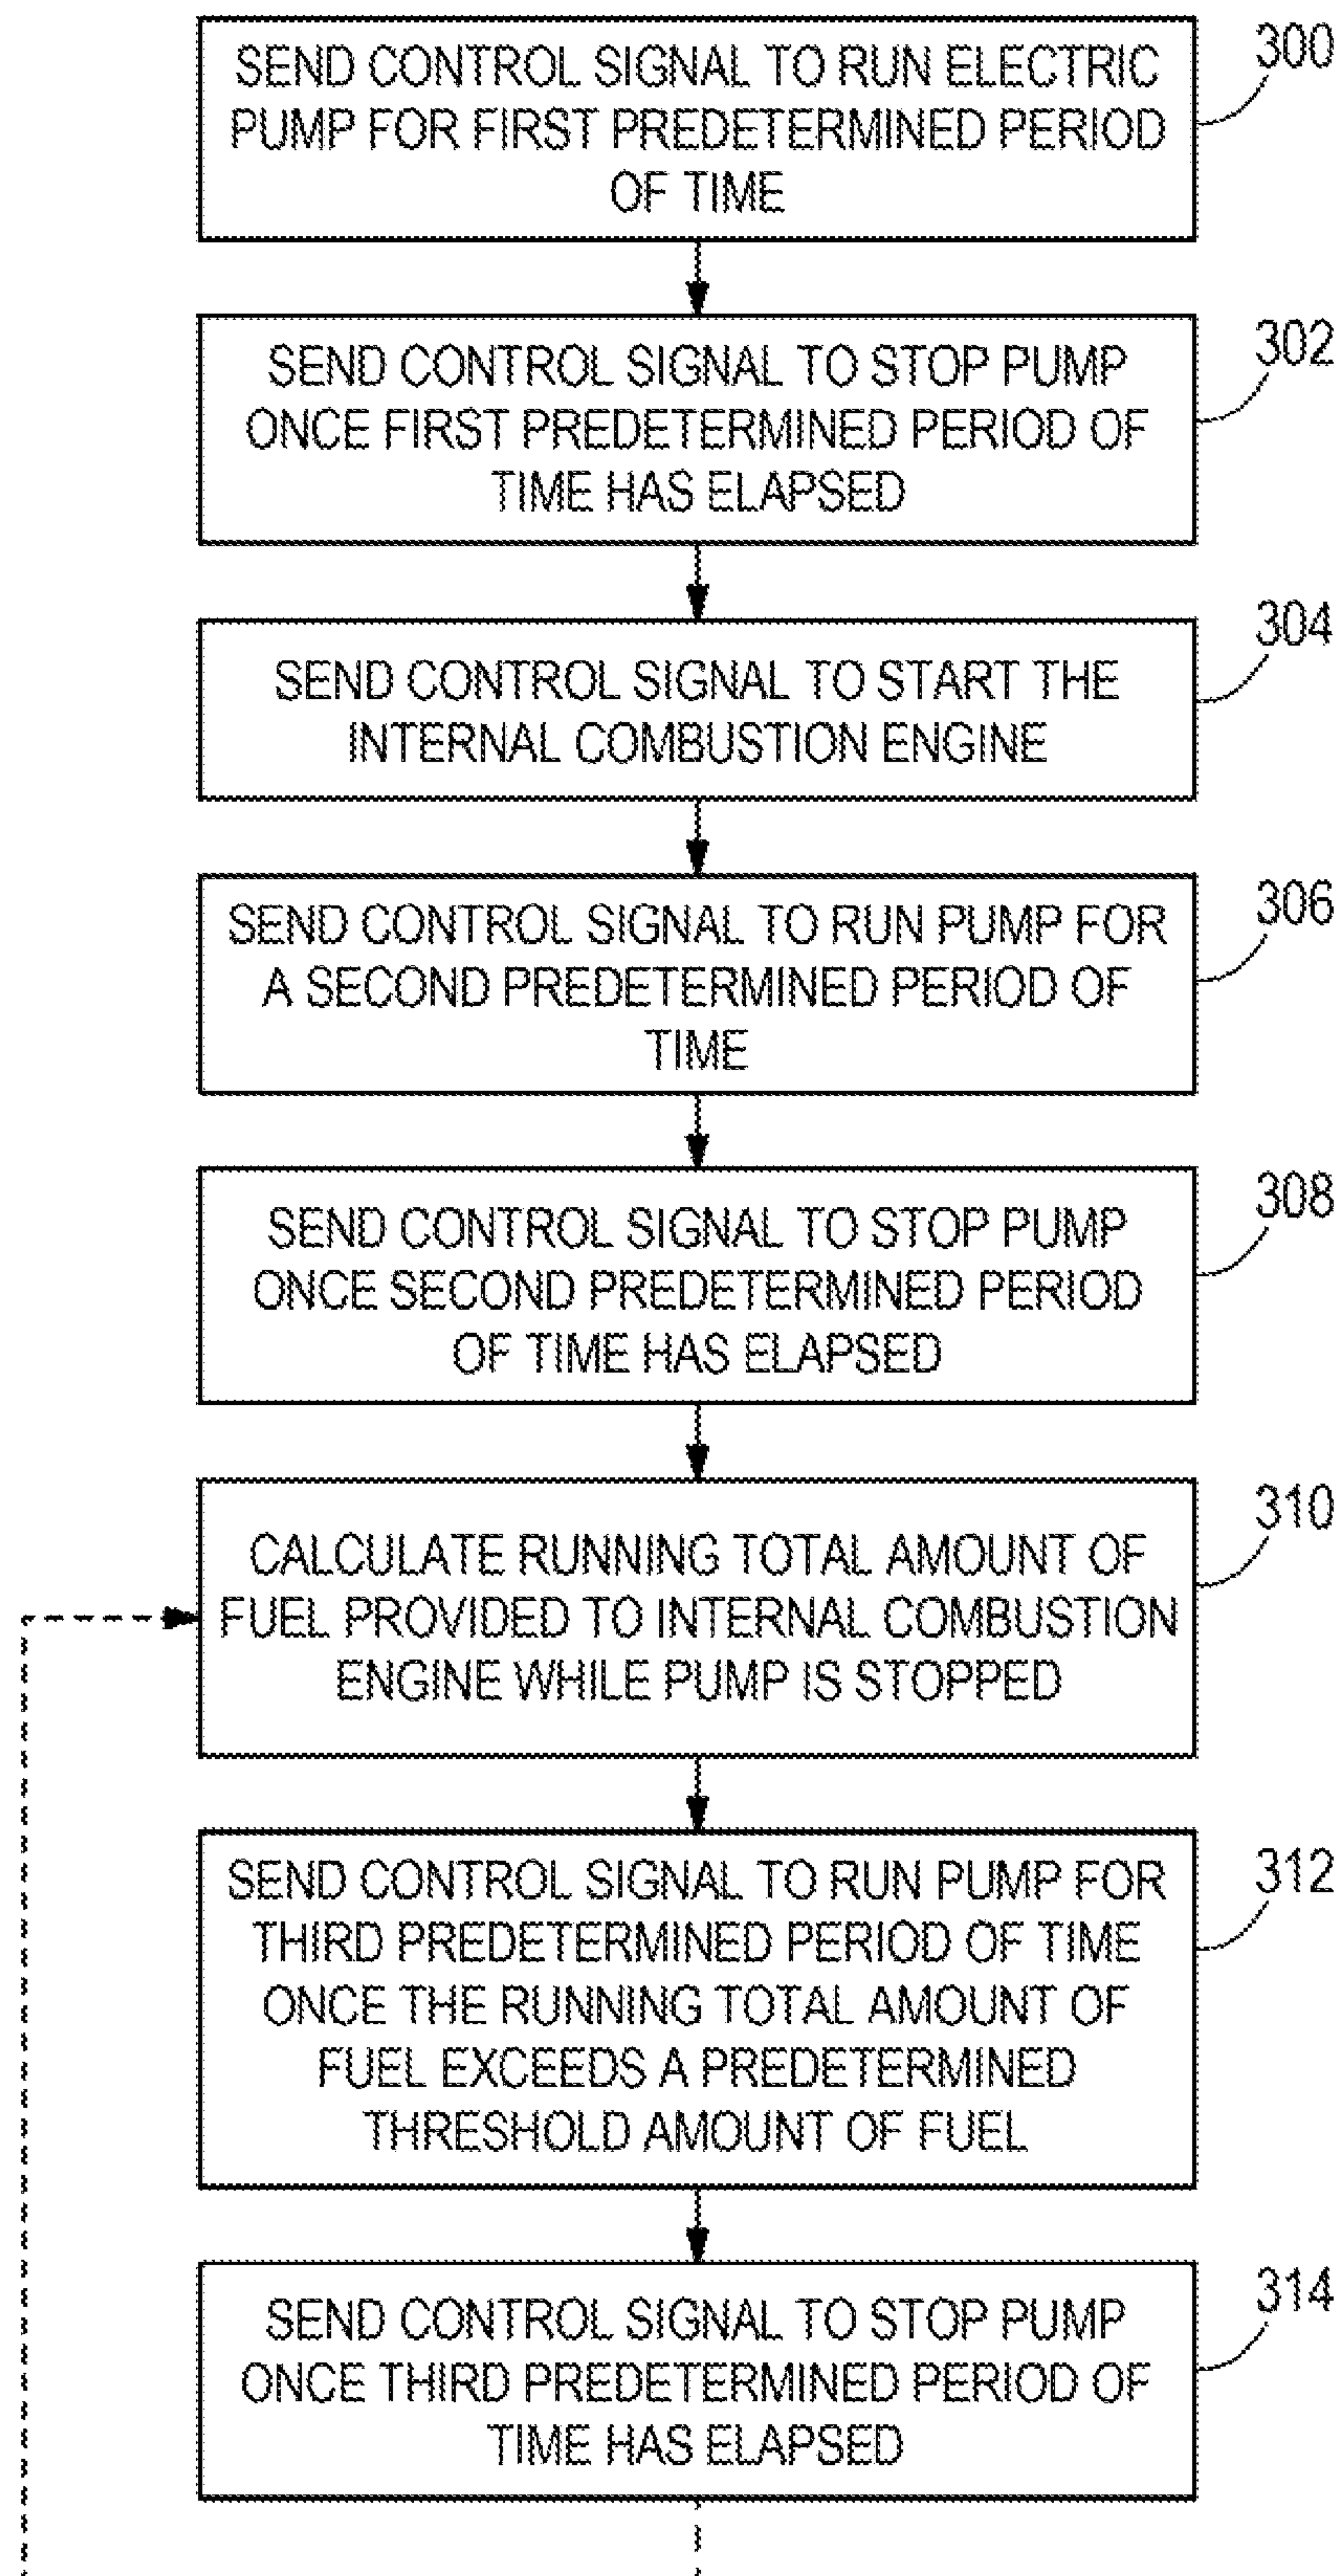 SEND CONTROL SIGNAL TO RUN ELECTRIC
PUMP FOR FIRST PREDETERMINED PERIOD
OF TIME
300
SEND CONTROL SIGNAL TO STOP PUMP
ONCE FIRST PREDETERMINED PERIOD OF
TIME HAS ELAPSED
302
SEND CONTROL SIGNAL TO START THE
INTERNAL COMBUSTION ENGINE
304
SEND CONTROL SIGNAL TO RUN PUMP FOR
A SECOND PREDETERMINED PERIOD OF
TIME
306
SEND CONTROL SIGNAL TO STOP PUMP
ONCE SECOND PREDETERMINED PERIOD
OF TIME HAS ELAPSED
308
CALCULATE RUNNING TOTAL AMOUNT OF
FUEL PROVIDED TO INTERNAL COMBUSTION
ENGINE WHILE PUMP IS STOPPED
310
SEND CONTROL SIGNAL TO RUN PUMP FOR
THIRD PREDETERMINED PERIOD OF TIME
ONCE THE RUNNING TOTAL AMOUNT OF
FUEL EXCEEDS A PREDETERMINED
THRESHOLD AMOUNT OF FUEL
312
SEND CONTROL SIGNAL TO STOP PUMP
ONCE THIRD PREDETERMINED PERIOD OF
TIME HAS ELAPSED
314